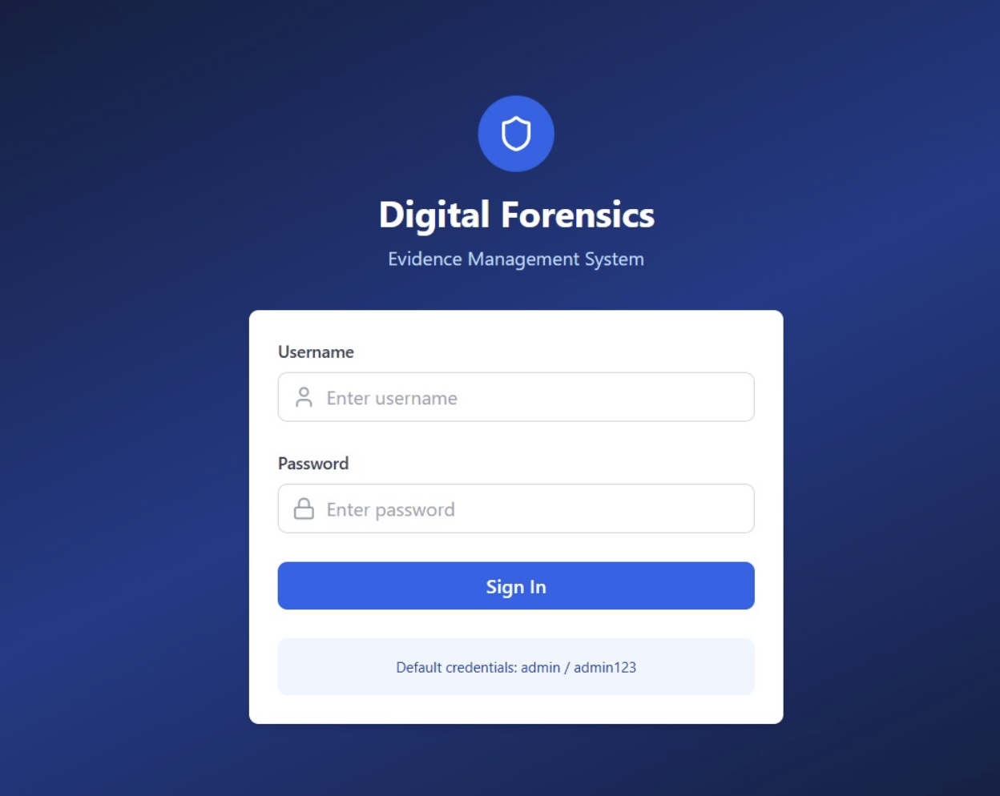 Digital Forensics
Evidence Management System
Username
Enter username
Password
Enter password
Sign In
Default credentials: admin / admin123